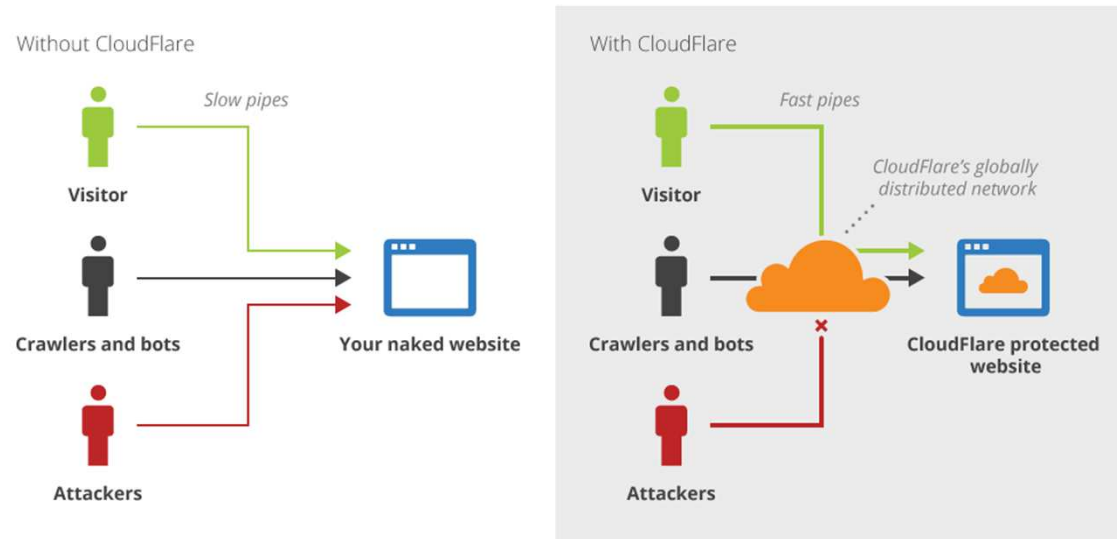 Without CloudFlare
Slow pipes
Visitor
Crawlers and bots
Your naked website
Attackers
With CloudFlare
Fast pipes
CloudFlare's globally
distributed network
Visitor
Crawlers and bots
CloudFlare protected
website
Attackers